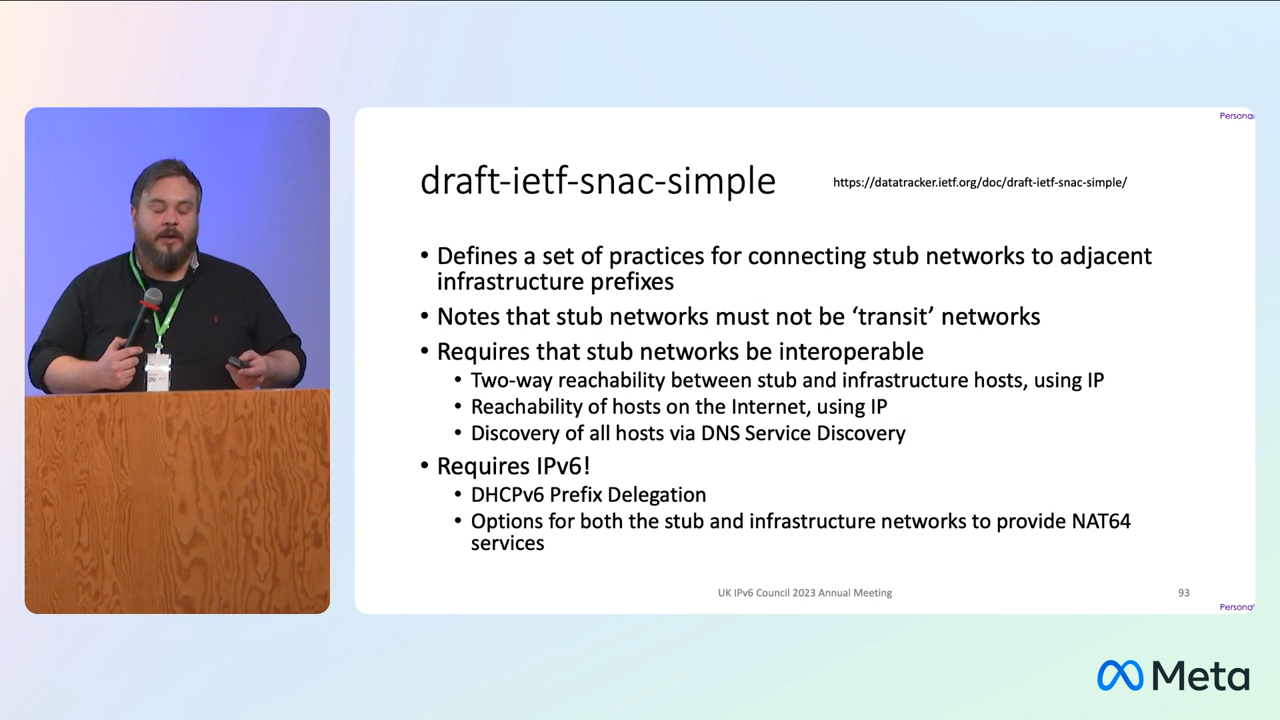 Persona
draft-ietf-snac-simple
https://datatracker.ietf.org/doc/draft-ietf-snac-simple/
• Defines a set of practices for connecting stub networks to adjacent
infrastructure prefixes
• Notes that stub networks must not be ‘transit’ networks
• Requires that stub networks be interoperable
• Two-way reachability between stub and infrastructure hosts, using IP
• Reachability of hosts on the Internet, using IP
• Discovery of all hosts via DNS Service Discovery
• Requires IPv6!
• DHCPv6 Prefix Delegation
• Options for both the stub and infrastructure networks to provide NAT64
services
UK IPv6 Council 2023 Annual Meeting
93
Persona
Meta